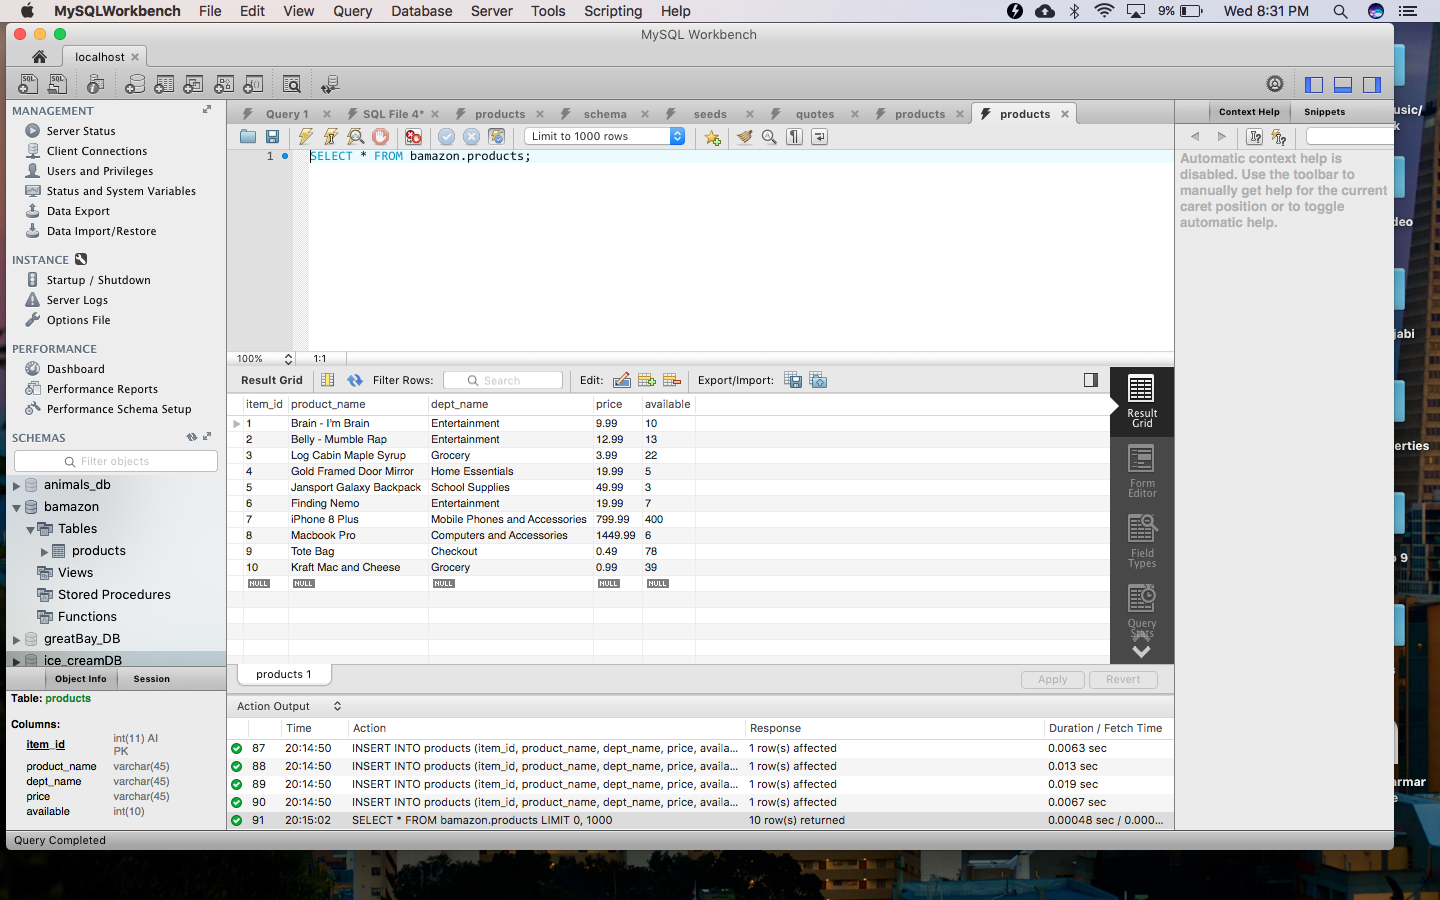 MySQLWorkbench File Edit View Query Database Server Tools Scripting Help 9% Wed 8:31 PM
MySQL Workbench
localhost
MANAGEMENT
Server Status
Client Connections
Users and Privileges
Status and System Variables
Data Export
Data Import/Restore
INSTANCE
Startup / Shutdown
Server Logs
Options File
PERFORMANCE
Dashboard
Performance Reports
Performance Schema Setup
SCHEMAS
Filter objects
animals_db
bamazon
Tables
products
Views
Stored Procedures
Functions
greatBay_DB
ice_creamDB
Object Info Session
Table: products
Columns:
item_id int(11) AI
PK
product_name varchar(45)
dept_name varchar(45)
price varchar(45)
available int(10)
Query Completed
Query 1 SQL File 4* products schema seeds quotes products products
Limit to 1000 rows
1 SELECT * FROM bamazon.products;
100% 1:1
Result Grid Filter Rows: Search Edit: Export/Import:
item_id product_name dept_name price available
1 Brain - I'm Brain Entertainment 9.99 10
2 Belly - Mumble Rap Entertainment 12.99 13
3 Log Cabin Maple Syrup Grocery 3.99 22
4 Gold Framed Door Mirror Home Essentials 19.99 5
5 Jansport Galaxy Backpack School Supplies 49.99 3
6 Finding Nemo Entertainment 19.99 7
7 iPhone 8 Plus Mobile Phones and Accessories 799.99 400
8 Macbook Pro Computers and Accessories 1449.99 6
9 Tote Bag Checkout 0.49 78
10 Kraft Mac and Cheese Grocery 0.99 39
NULL NULL NULL NULL NULL
Result
Grid
Form
Editor
Field
Types
Query
Stats
products 1 Apply Revert
Action Output
Time Action Response Duration / Fetch Time
87 20:14:50 INSERT INTO products (item_id, product_name, dept_name, price, availa... 1 row(s) affected 0.0063 sec
88 20:14:50 INSERT INTO products (item_id, product_name, dept_name, price, availa... 1 row(s) affected 0.013 sec
89 20:14:50 INSERT INTO products (item_id, product_name, dept_name, price, availa... 1 row(s) affected 0.019 sec
90 20:14:50 INSERT INTO products (item_id, product_name, dept_name, price, availa... 1 row(s) affected 0.0067 sec
91 20:15:02 SELECT * FROM bamazon.products LIMIT 0, 1000 10 row(s) returned 0.00048 sec / 0.000...
Context Help Snippets
Automatic context help is
disabled. Use the toolbar to
manually get help for the current
caret position or to toggle
automatic help.
usic/
k
deo
jabi
erties
o 9
s
armar
e